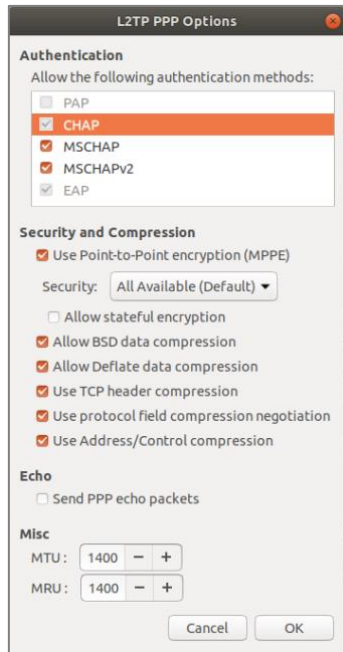 L2TP PPP Options
Authentication
Allow the following authentication methods:
PAP
CHAP
MSCHAP
MSCHAPv2
EAP
Security and Compression
Use Point-to-Point encryption (MPPE)
Security: All Available (Default)
Allow stateful encryption
Allow BSD data compression
Allow Deflate data compression
Use TCP header compression
Use protocol field compression negotiation
Use Address/Control compression
Echo
Send PPP echo packets
Misc
MTU: 1400 − +
MRU: 1400 − +
Cancel OK